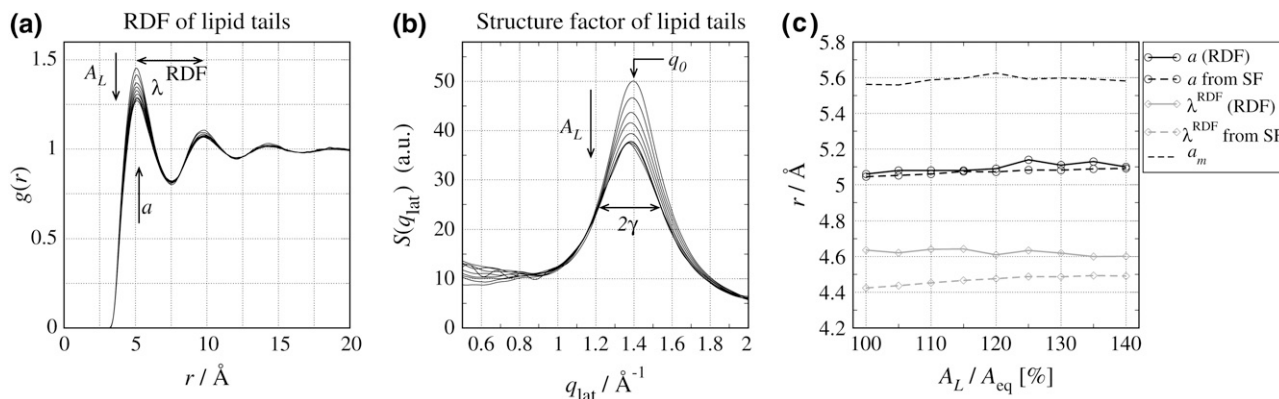 (a) RDF of lipid tails
1.5
1
0.5
0
g(r)
A_L
λ^RDF
a
0 5 10 15 20
r / Å
(b) Structure factor of lipid tails
50
40
30
20
10
0
S(q_lat) (a.u.)
q_0
A_L
2γ
0.6 0.8 1 1.2 1.4 1.6 1.8 2
q_lat / Å^-1
(c)
5.8
5.6
5.4
5.2
5
4.8
4.6
4.4
4.2
r / Å
100 110 120 130 140
A_L / A_eq [%]
a (RDF)
a from SF
λ^RDF (RDF)
λ^RDF from SF
a_m